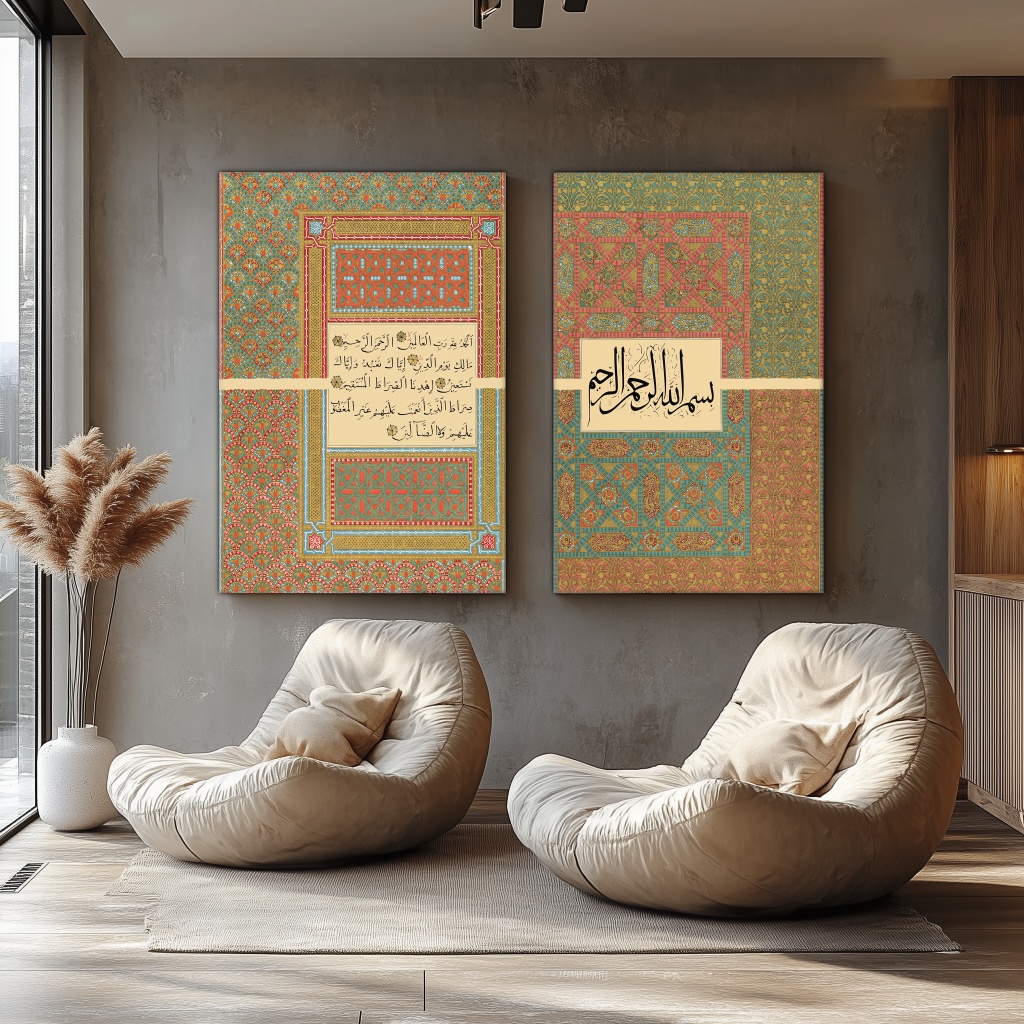 بسم الله الرحمن الرحيم
الحمد لله رب العالمين ۝ الرحمن الرحيم ۝
مالك يوم الدين ۝ إياك نعبد وإياك
نستعين ۝ اهدنا الصراط المستقيم ۝
صراط الذين أنعمت عليهم غير المغضوب
عليهم ولا الضآلين ۝